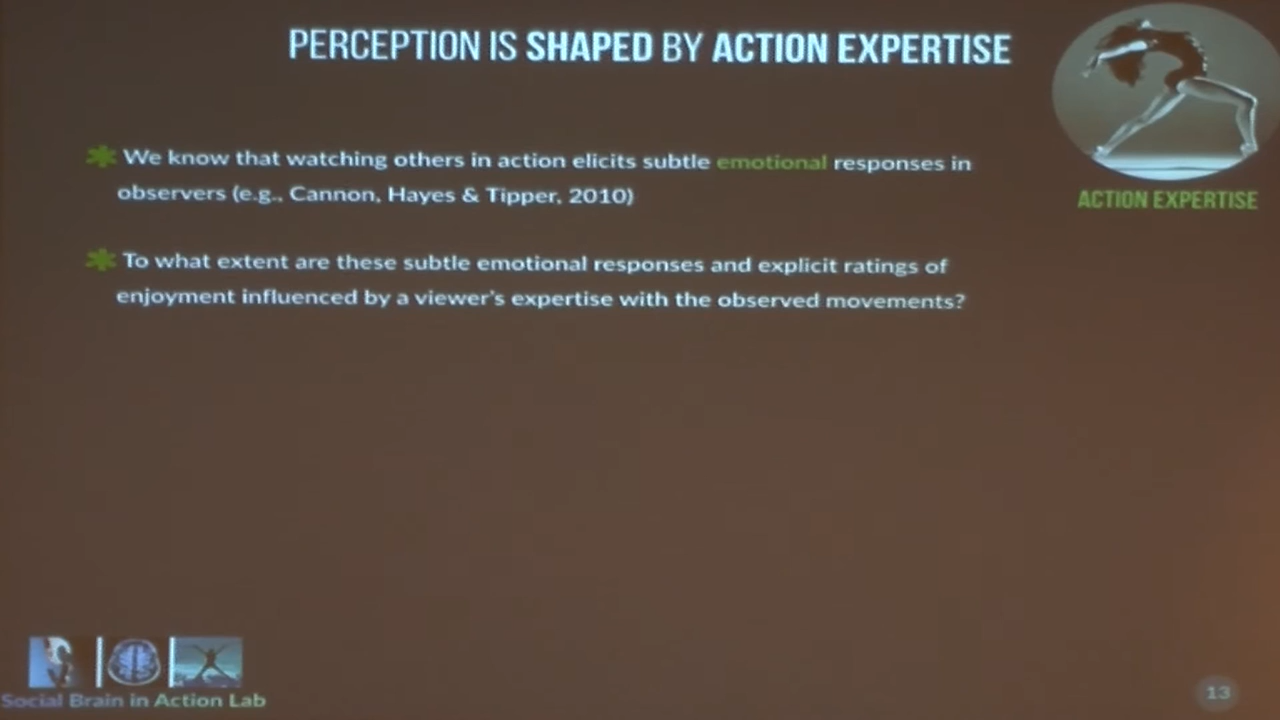 PERCEPTION IS SHAPED BY ACTION EXPERTISE
✱ We know that watching others in action elicits subtle emotional responses in
observers (e.g., Cannon, Hayes & Tipper, 2010)
✱ To what extent are these subtle emotional responses and explicit ratings of
enjoyment influenced by a viewer's expertise with the observed movements?
ACTION EXPERTISE
Social Brain in Action Lab
13